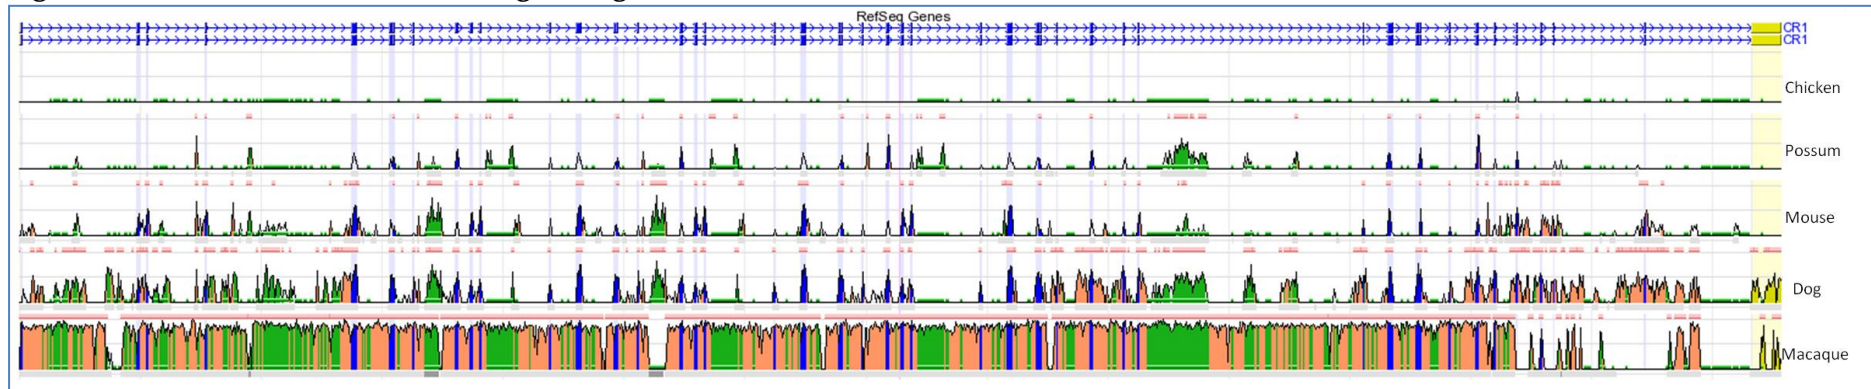 RefSeq Genes
CR1
CR1
Chicken
Possum
Mouse
Dog
Macaque